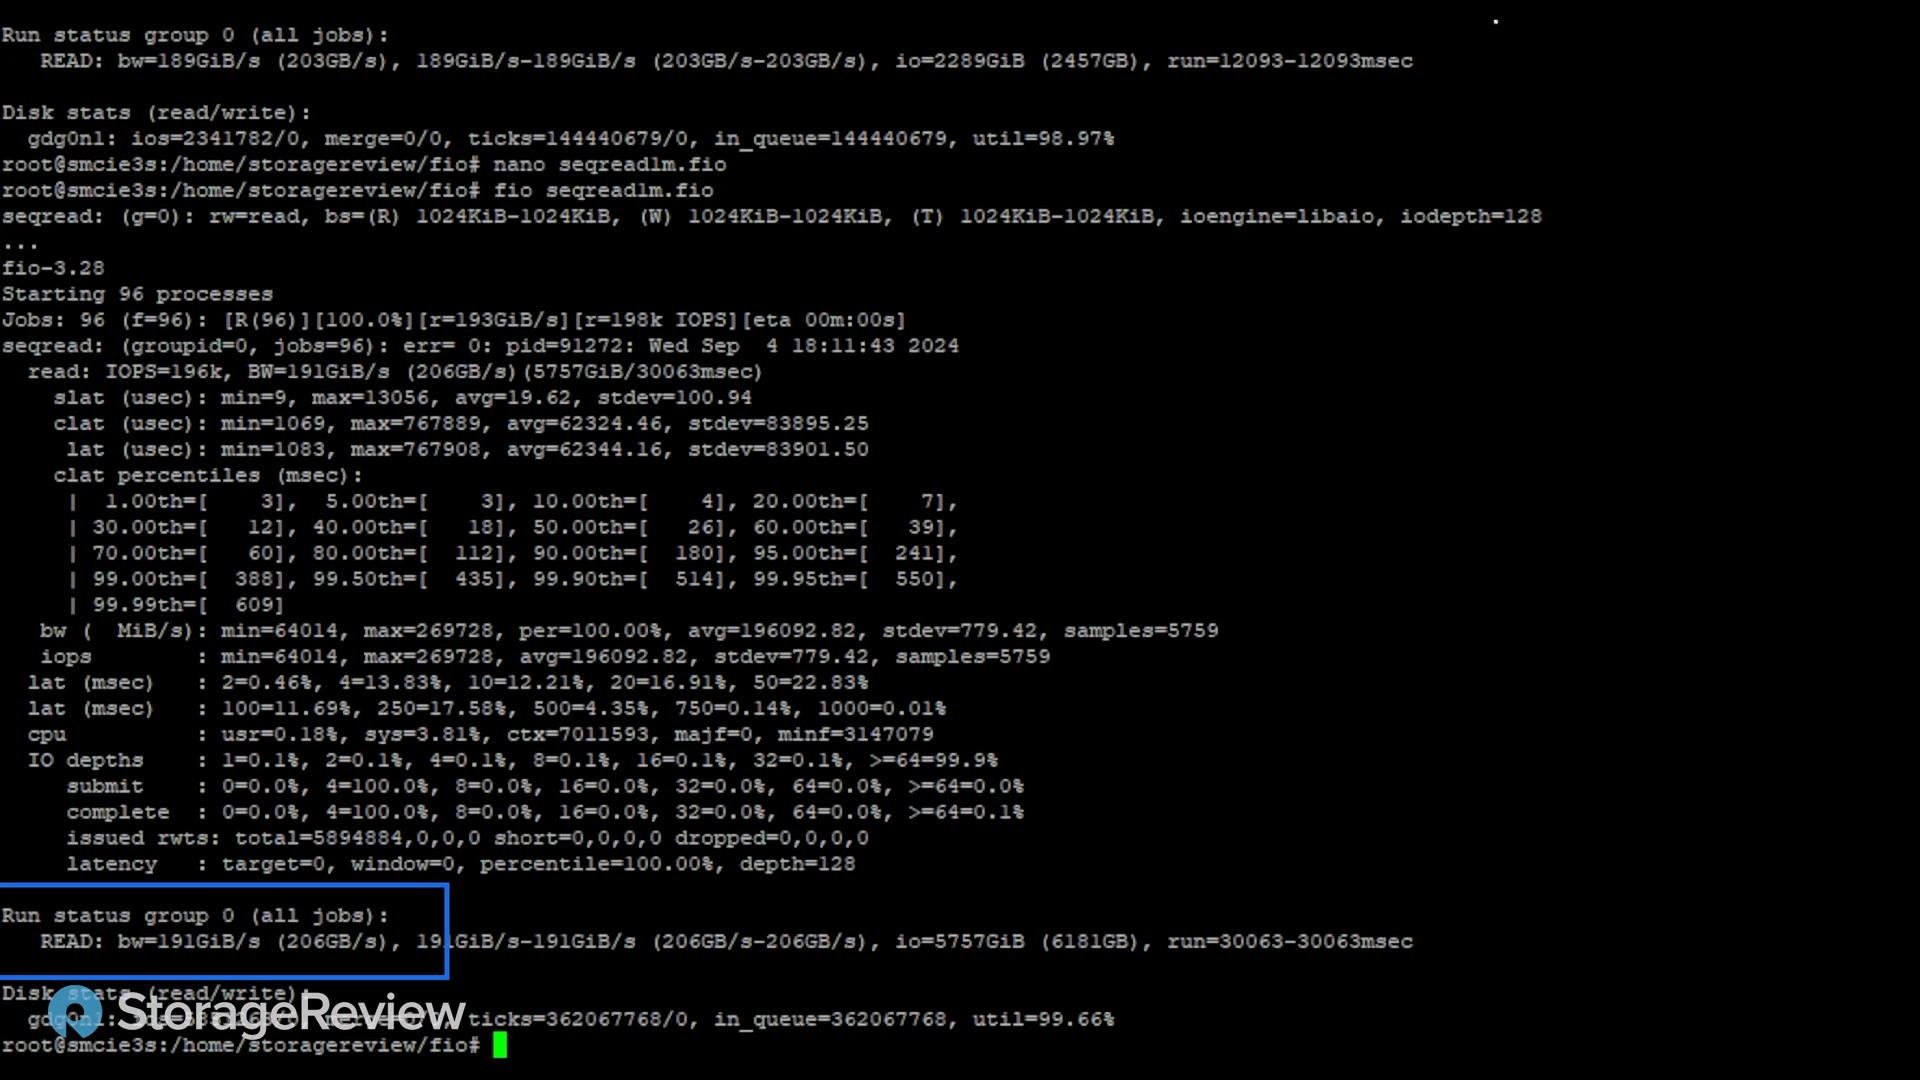 Run status group 0 (all jobs):
   READ: bw=189GiB/s (203GB/s), 189GiB/s-189GiB/s (203GB/s-203GB/s), io=2289GiB (2457GB), run=12093-12093msec
Disk stats (read/write):
  gdg0n1: ios=2341782/0, merge=0/0, ticks=144440679/0, in_queue=144440679, util=98.97%
root@smcie3s:/home/storagereview/fio# nano seqread1m.fio
root@smcie3s:/home/storagereview/fio# fio seqread1m.fio
seqread: (g=0): rw=read, bs=(R) 1024KiB-1024KiB, (W) 1024KiB-1024KiB, (T) 1024KiB-1024KiB, ioengine=libaio, iodepth=128
...
fio-3.28
Starting 96 processes
Jobs: 96 (f=96): [R(96)][100.0%][r=193GiB/s][r=198k IOPS][eta 00m:00s]
seqread: (groupid=0, jobs=96): err= 0: pid=91272: Wed Sep  4 18:11:43 2024
  read: IOPS=196k, BW=191GiB/s (206GB/s)(5757GiB/30063msec)
    slat (usec): min=9, max=13056, avg=19.62, stdev=100.94
    clat (usec): min=1069, max=767889, avg=62324.46, stdev=83895.25
     lat (usec): min=1083, max=767908, avg=62344.16, stdev=83901.50
    clat percentiles (msec):
     |  1.00th=[    3],  5.00th=[    3], 10.00th=[    4], 20.00th=[    7],
     | 30.00th=[   12], 40.00th=[   18], 50.00th=[   26], 60.00th=[   39],
     | 70.00th=[   60], 80.00th=[  112], 90.00th=[  180], 95.00th=[  241],
     | 99.00th=[  388], 99.50th=[  435], 99.90th=[  514], 99.95th=[  550],
     | 99.99th=[  609]
   bw (  MiB/s): min=64014, max=269728, per=100.00%, avg=196092.82, stdev=779.42, samples=5759
   iops        : min=64014, max=269728, avg=196092.82, stdev=779.42, samples=5759
  lat (msec)   : 2=0.46%, 4=13.83%, 10=12.21%, 20=16.91%, 50=22.83%
  lat (msec)   : 100=11.69%, 250=17.58%, 500=4.35%, 750=0.14%, 1000=0.01%
  cpu          : usr=0.18%, sys=3.81%, ctx=7011593, majf=0, minf=3147079
  IO depths    : 1=0.1%, 2=0.1%, 4=0.1%, 8=0.1%, 16=0.1%, 32=0.1%, >=64=99.9%
     submit    : 0=0.0%, 4=100.0%, 8=0.0%, 16=0.0%, 32=0.0%, 64=0.0%, >=64=0.0%
     complete  : 0=0.0%, 4=100.0%, 8=0.0%, 16=0.0%, 32=0.0%, 64=0.0%, >=64=0.1%
     issued rwts: total=5894884,0,0,0 short=0,0,0,0 dropped=0,0,0,0
     latency   : target=0, window=0, percentile=100.00%, depth=128
Run status group 0 (all jobs):
   READ: bw=191GiB/s (206GB/s), 191GiB/s-191GiB/s (206GB/s-206GB/s), io=5757GiB (6181GB), run=30063-30063msec
Disk stats (read/write):
StorageReview
  gdg0n1: ticks=362067768/0, in_queue=362067768, util=99.66%
root@smcie3s:/home/storagereview/fio#